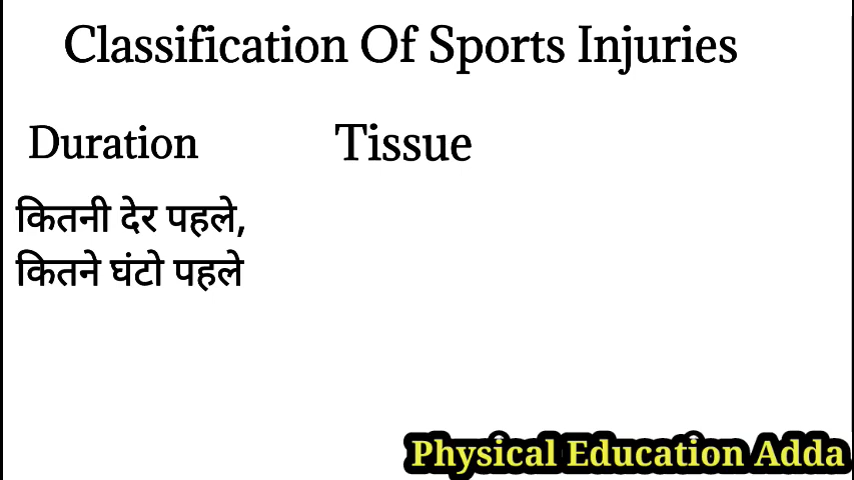 Classification Of Sports Injuries
Duration Tissue
कितनी देर पहले,
कितने घंटो पहले
Physical Education Adda